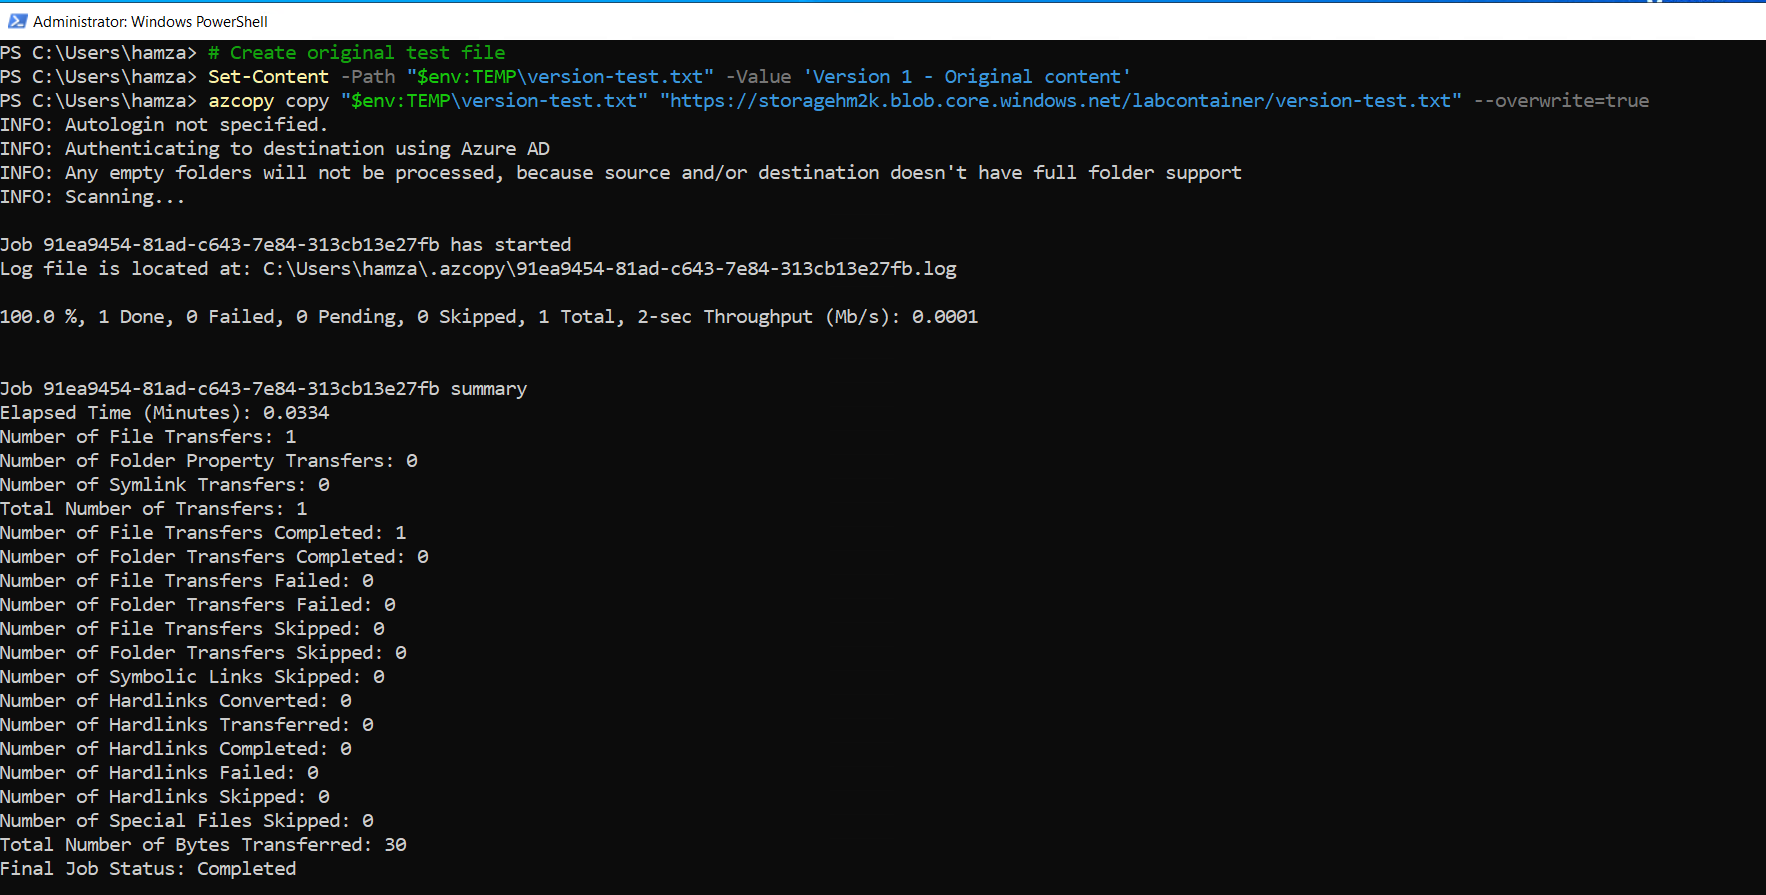 Administrator: Windows PowerShell
PS C:\Users\hamza> # Create original test file
PS C:\Users\hamza> Set-Content -Path "$env:TEMP\version-test.txt" -Value 'Version 1 - Original content'
PS C:\Users\hamza> azcopy copy "$env:TEMP\version-test.txt" "https://storagehm2k.blob.core.windows.net/labcontainer/version-test.txt" --overwrite=true
INFO: Autologin not specified.
INFO: Authenticating to destination using Azure AD
INFO: Any empty folders will not be processed, because source and/or destination doesn't have full folder support
INFO: Scanning...
Job 91ea9454-81ad-c643-7e84-313cb13e27fb has started
Log file is located at: C:\Users\hamza\.azcopy\91ea9454-81ad-c643-7e84-313cb13e27fb.log
100.0 %, 1 Done, 0 Failed, 0 Pending, 0 Skipped, 1 Total, 2-sec Throughput (Mb/s): 0.0001
Job 91ea9454-81ad-c643-7e84-313cb13e27fb summary
Elapsed Time (Minutes): 0.0334
Number of File Transfers: 1
Number of Folder Property Transfers: 0
Number of Symlink Transfers: 0
Total Number of Transfers: 1
Number of File Transfers Completed: 1
Number of Folder Transfers Completed: 0
Number of File Transfers Failed: 0
Number of Folder Transfers Failed: 0
Number of File Transfers Skipped: 0
Number of Folder Transfers Skipped: 0
Number of Symbolic Links Skipped: 0
Number of Hardlinks Converted: 0
Number of Hardlinks Transferred: 0
Number of Hardlinks Completed: 0
Number of Hardlinks Failed: 0
Number of Hardlinks Skipped: 0
Number of Special Files Skipped: 0
Total Number of Bytes Transferred: 30
Final Job Status: Completed